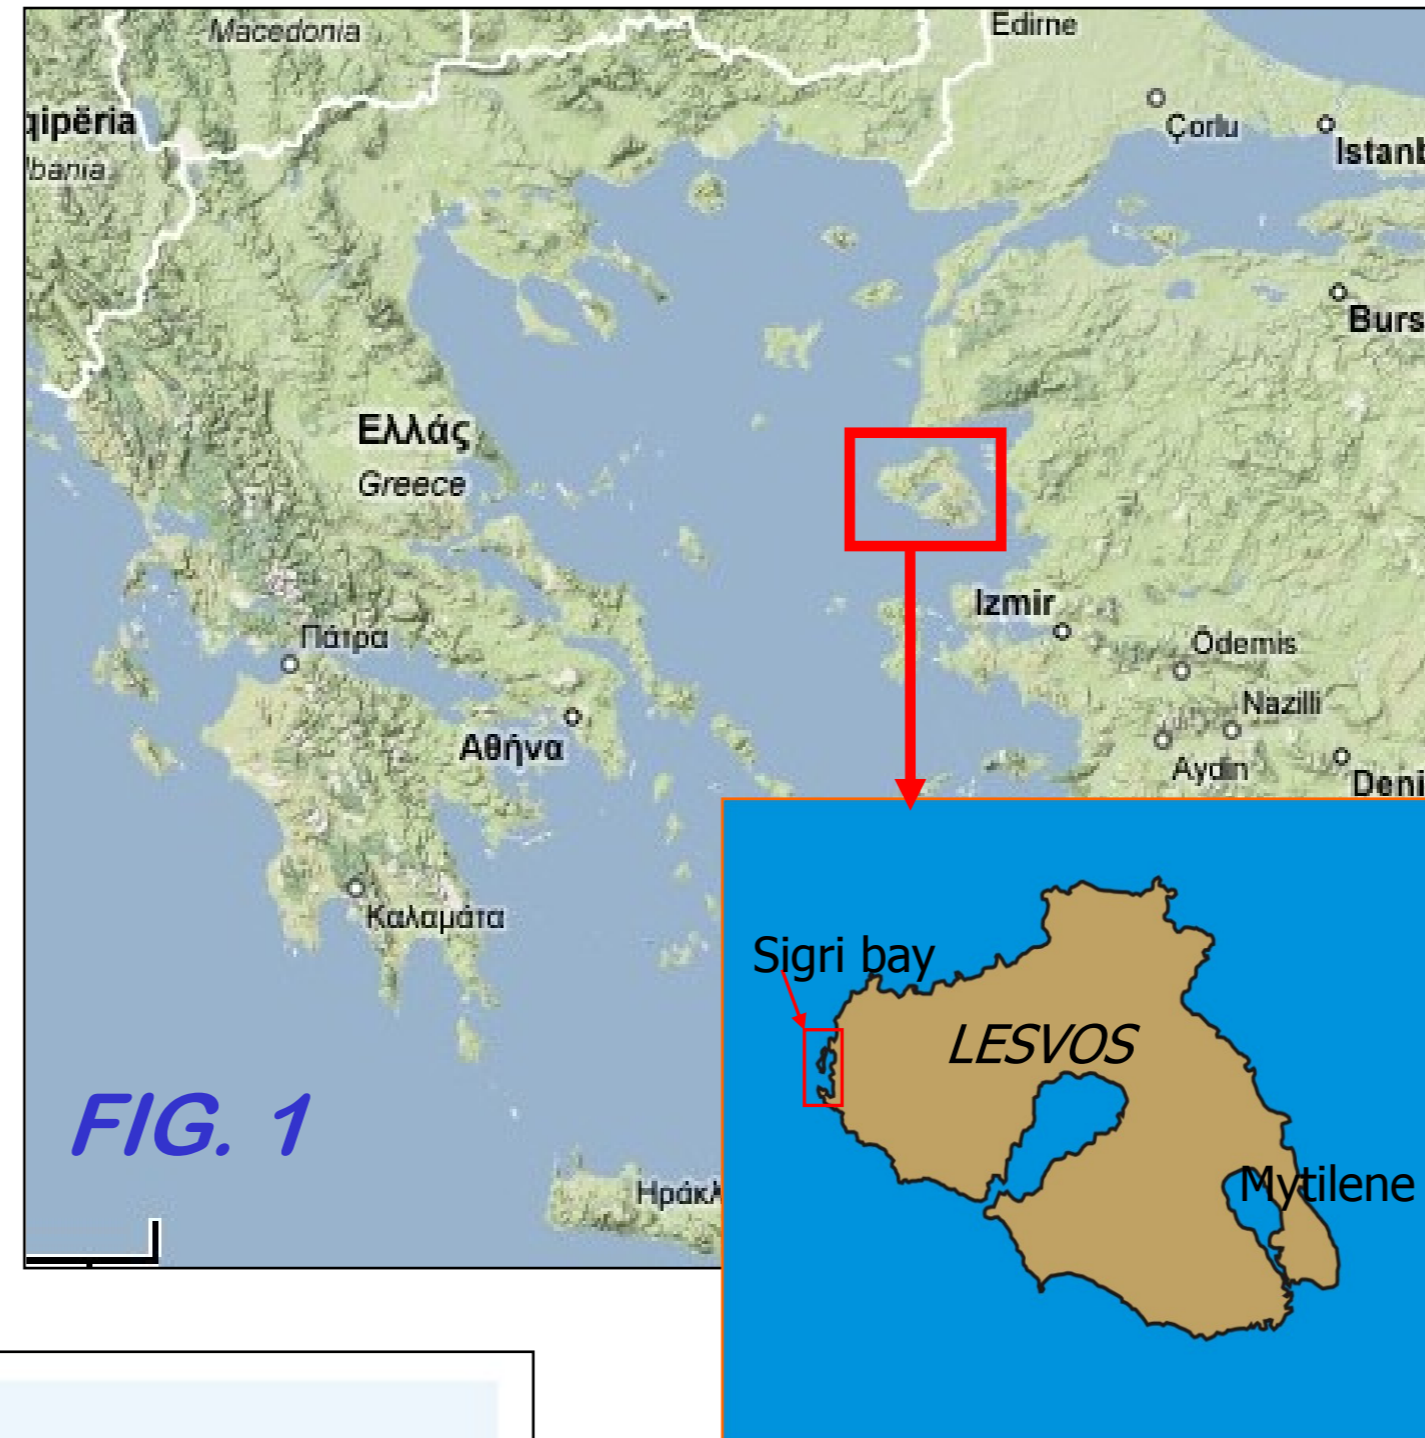 Macedonia
Edirne
Çorlu
qipëria
Istanb
lbania
Burs
Ελλάς
Greece
Izmir
Πάτρα
Ödemis
Nazilli
Αθήνα
Aydin
Deni
Καλαμάτα
Sigri bay
LESVOS
FIG. 1
Mytilene
Ηράκλ